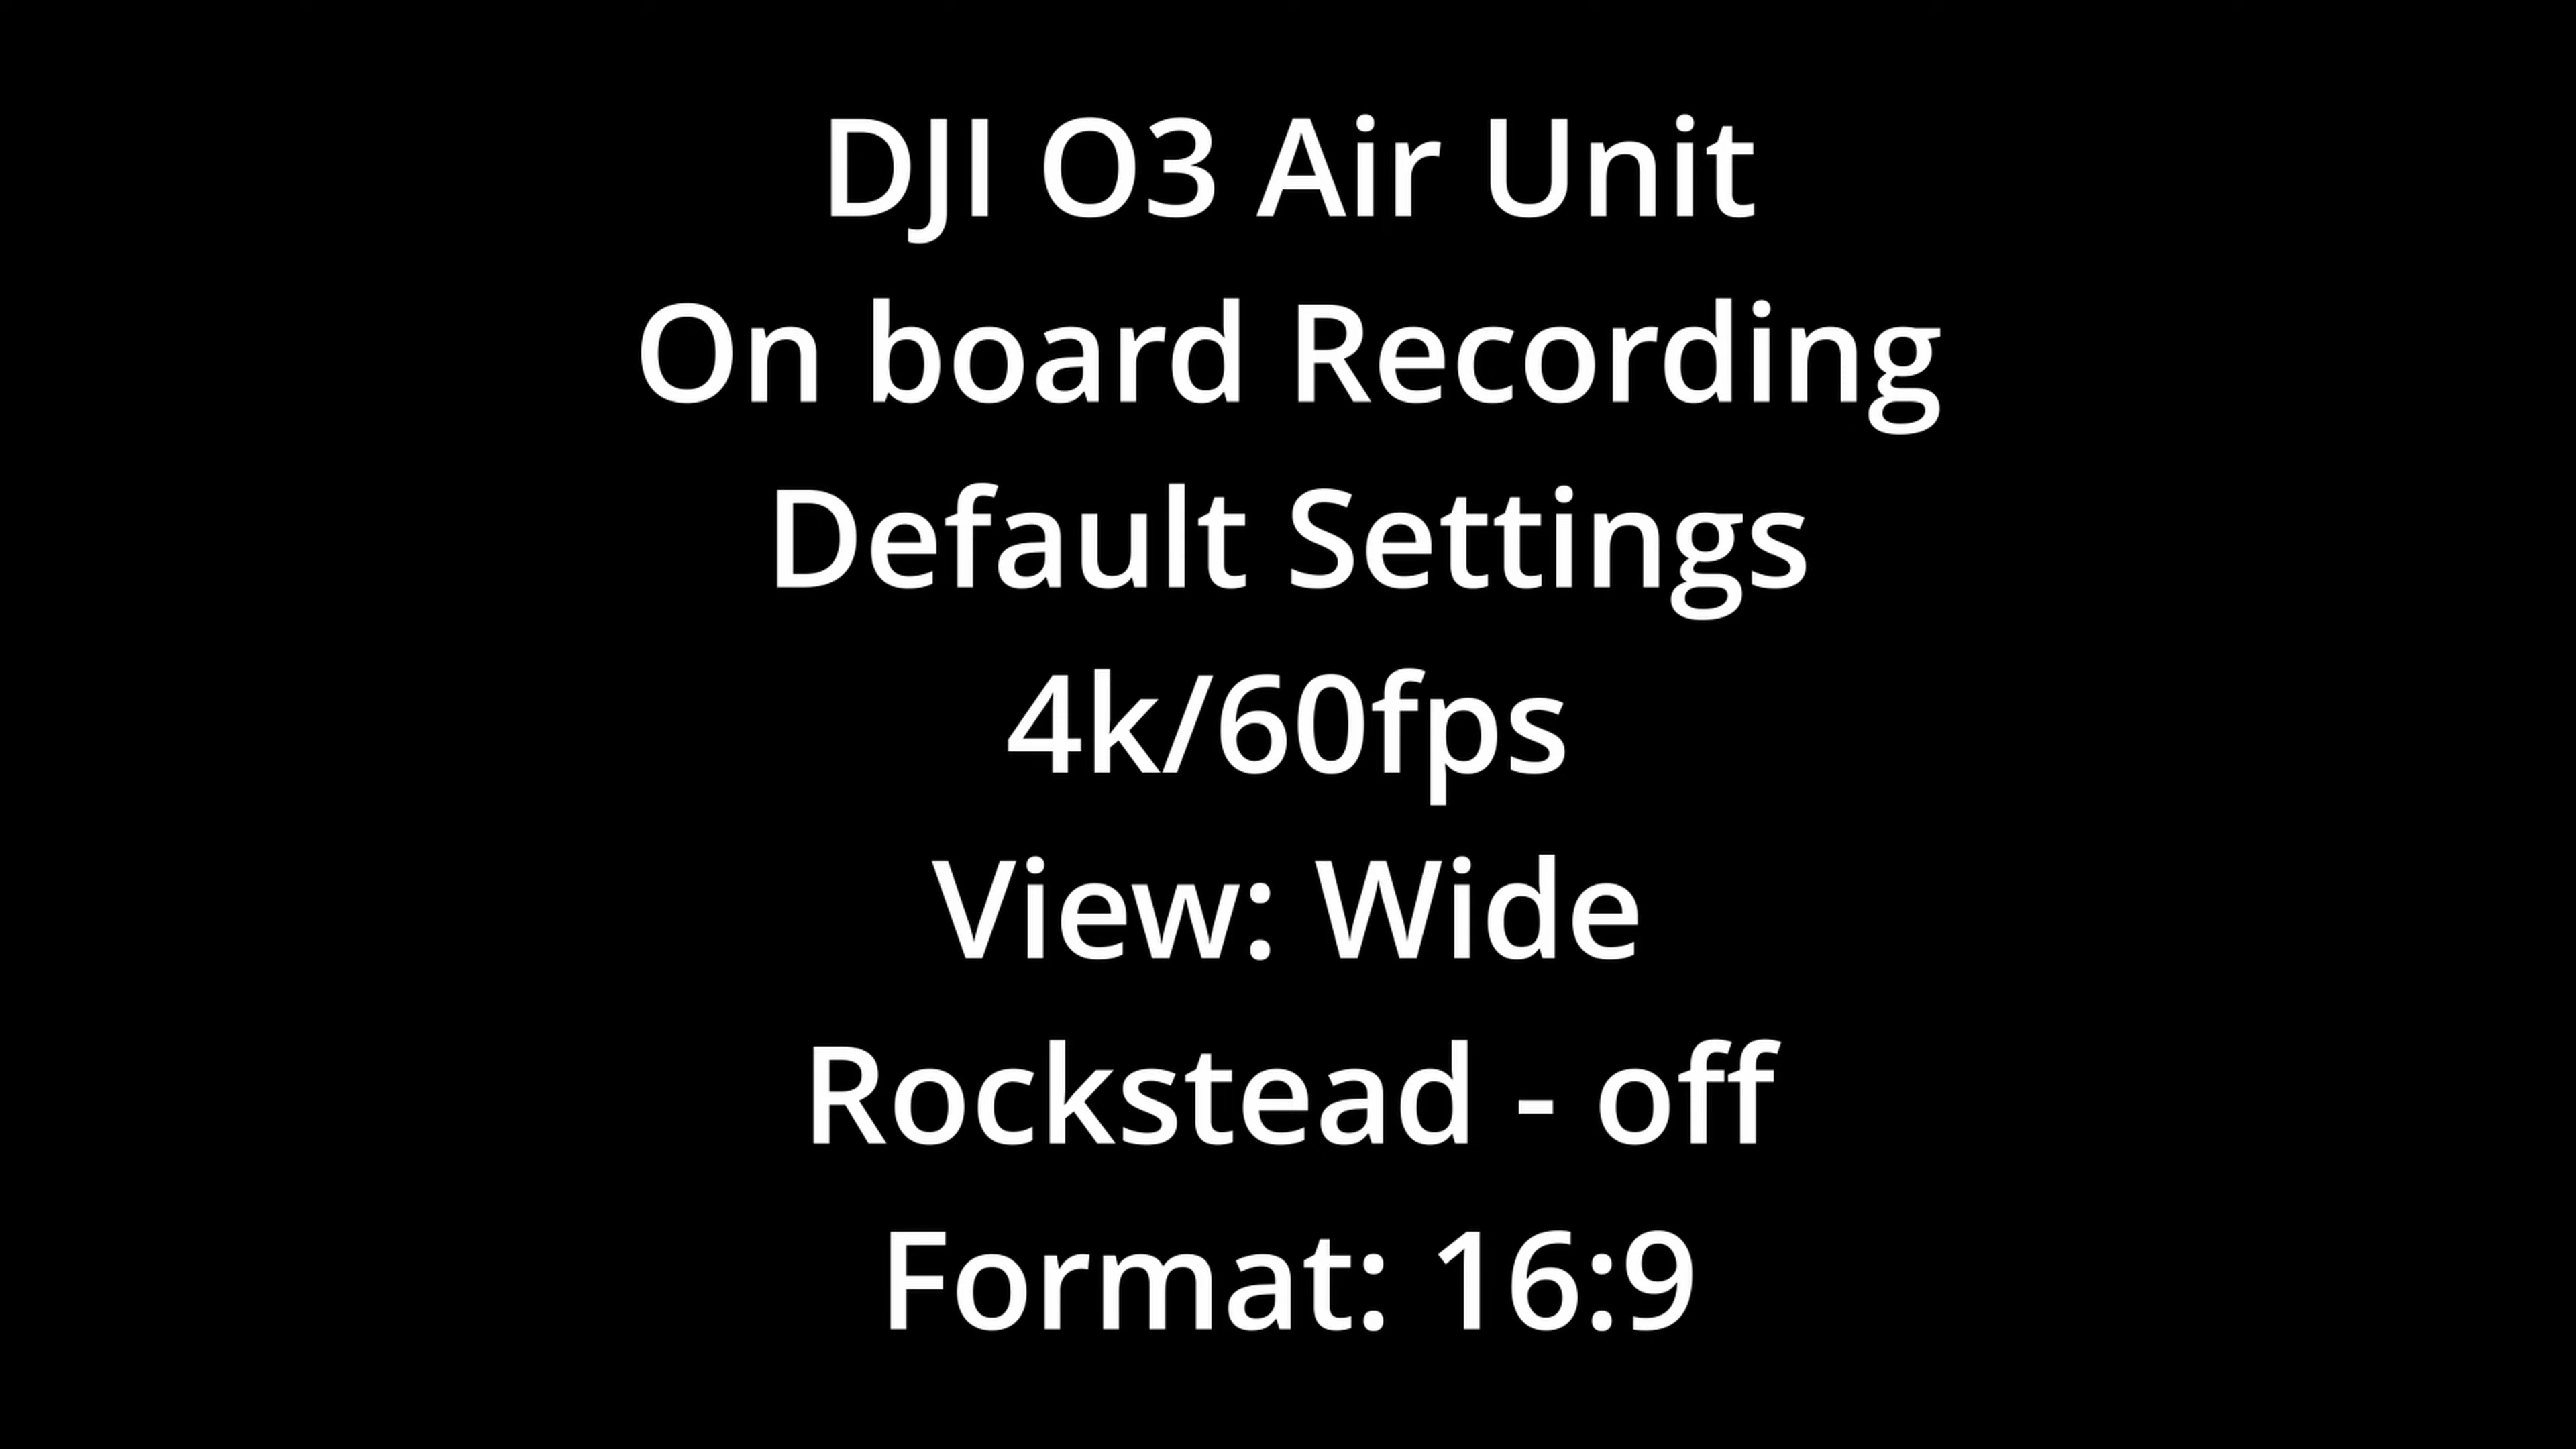 DJI O3 Air Unit
On board Recording
Default Settings
4k/60fps
View: Wide
Rockstead - off
Format: 16:9